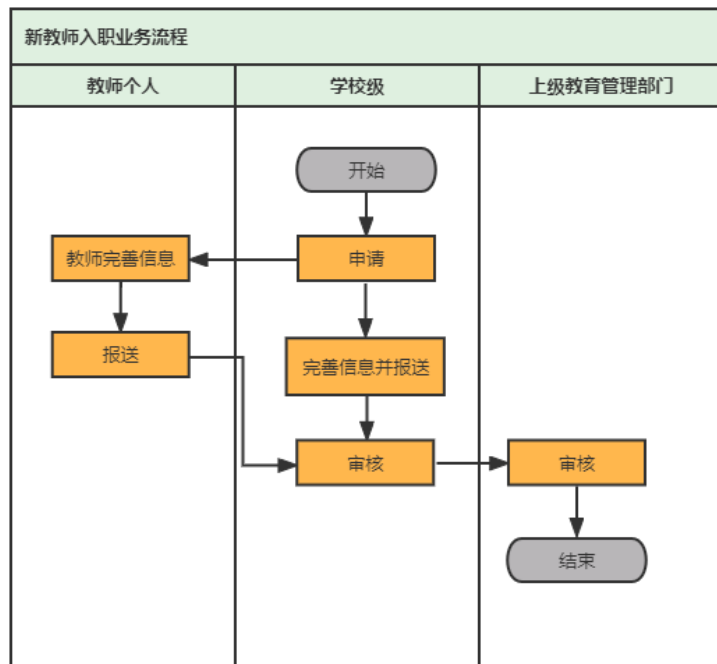 新教师入职业务流程
教师个人
学校级
上级教育管理部门
开始
教师完善信息
申请
报送
完善信息并报送
审核
审核
结束